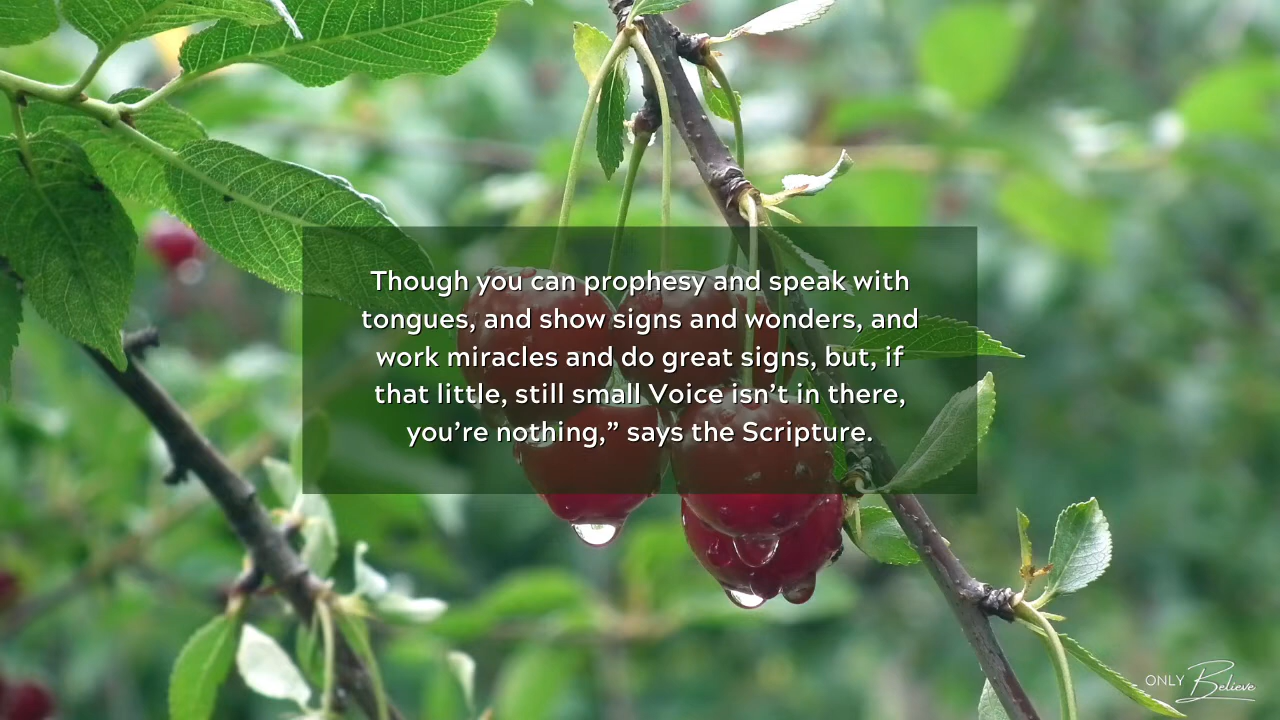 Though you can prophesy and speak with
tongues, and show signs and wonders, and
work miracles and do great signs, but, if
that little, still small Voice isn’t in there,
you’re nothing,” says the Scripture.
ONLY Believe